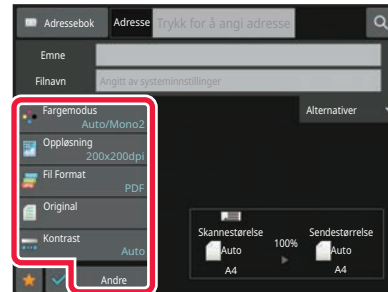 Adressebok Adresse Trykk for å angi adresse
Emne
Filnavn Angitt av systeminnstillinger
Fargemodus
Auto/Mono2
Oppløsning
200x200dpi
Fil Format
PDF
Original
Kontrast
Auto
Andre
Alternativer
Skannestørelse Sendestørrelse
Auto 100% Auto
A4 A4